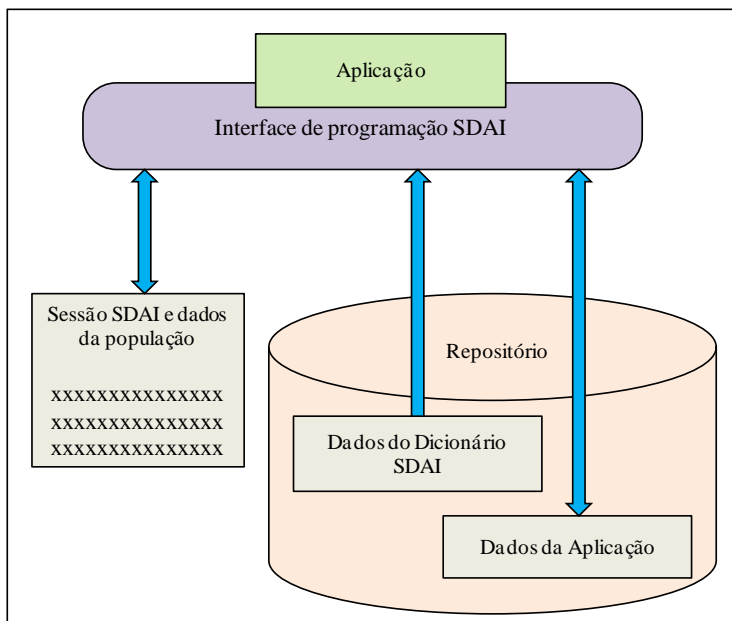 Aplicação
Interface de programação SDAI
Sessão SDAI e dados
da população
xxxxxxxxxxxxxxx
xxxxxxxxxxxxxxx
xxxxxxxxxxxxxxx
Repositório
Dados do Dicionário
SDAI
Dados da Aplicação